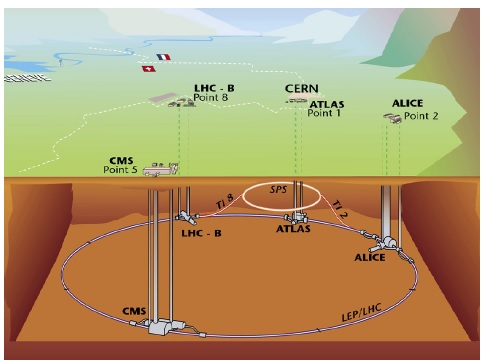 LHC - B
Point 8
CERN
ATLAS
Point 1
ALICE
Point 2
CMS
Point 5
SPS
TI 8
TI 2
LHC - B
ATLAS
ALICE
CMS
LEP/LHC